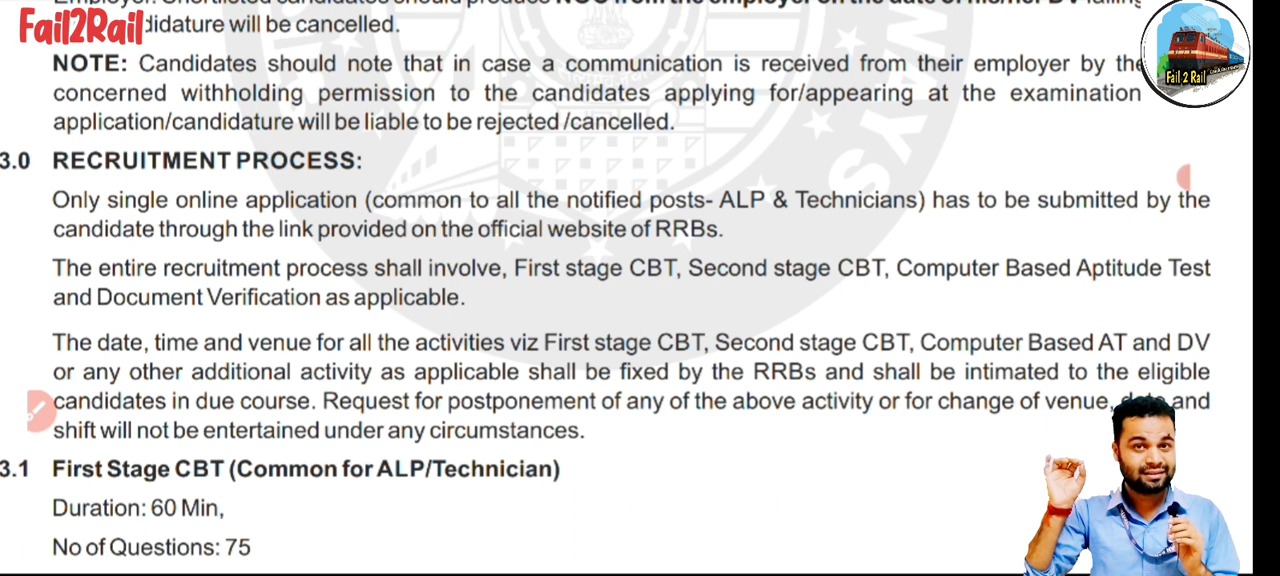 Fail2Rail
didature will be cancelled.
NOTE: Candidates should note that in case a communication is received from their employer by the
concerned withholding permission to the candidates applying for/appearing at the examination
application/candidature will be liable to be rejected /cancelled.
Fail 2 Rail
3.0 RECRUITMENT PROCESS:
Only single online application (common to all the notified posts- ALP & Technicians) has to be submitted by the
candidate through the link provided on the official website of RRBs.
The entire recruitment process shall involve, First stage CBT, Second stage CBT, Computer Based Aptitude Test
and Document Verification as applicable.
The date, time and venue for all the activities viz First stage CBT, Second stage CBT, Computer Based AT and DV
or any other additional activity as applicable shall be fixed by the RRBs and shall be intimated to the eligible
candidates in due course. Request for postponement of any of the above activity or for change of venue, and
shift will not be entertained under any circumstances.
3.1 First Stage CBT (Common for ALP/Technician)
Duration: 60 Min,
No of Questions: 75